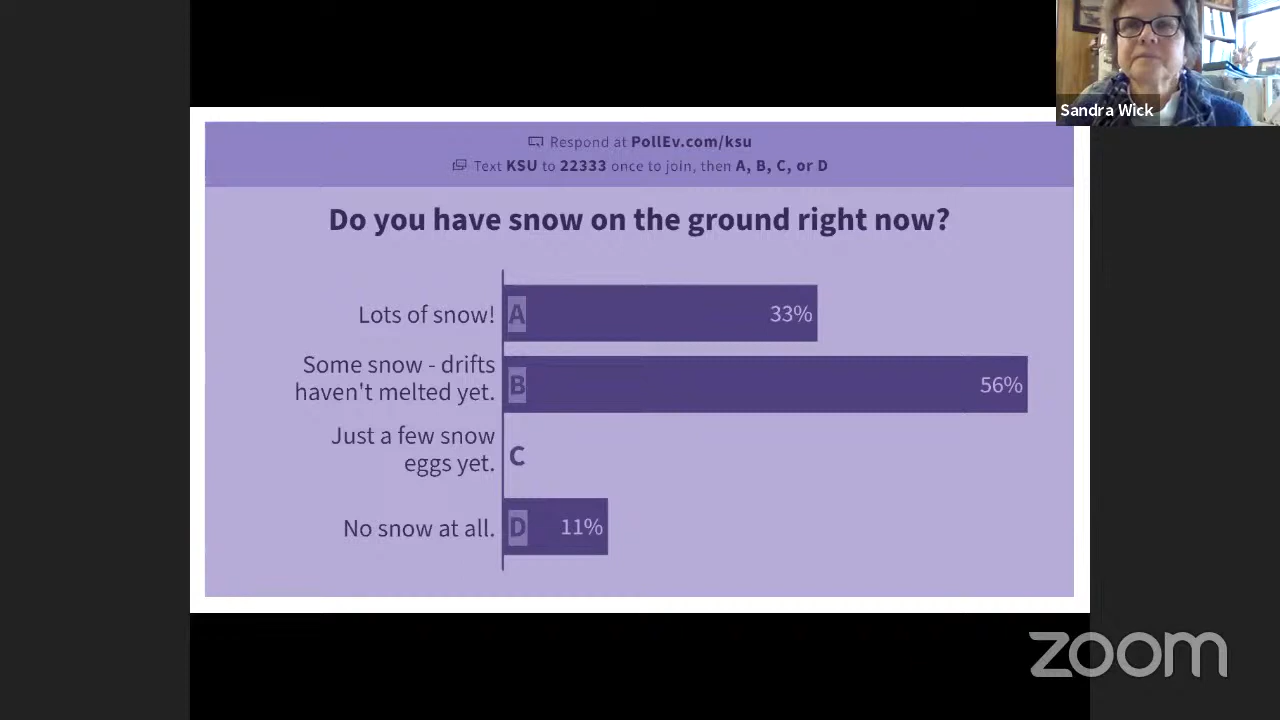 Sandra Wick
Respond at PollEv.com/ksu
Text KSU to 22333 once to join, then A, B, C, or D
Do you have snow on the ground right now?
Lots of snow!
A
33%
Some snow - drifts
haven't melted yet.
B
56%
Just a few snow
eggs yet.
C
No snow at all.
D
11%
zoom